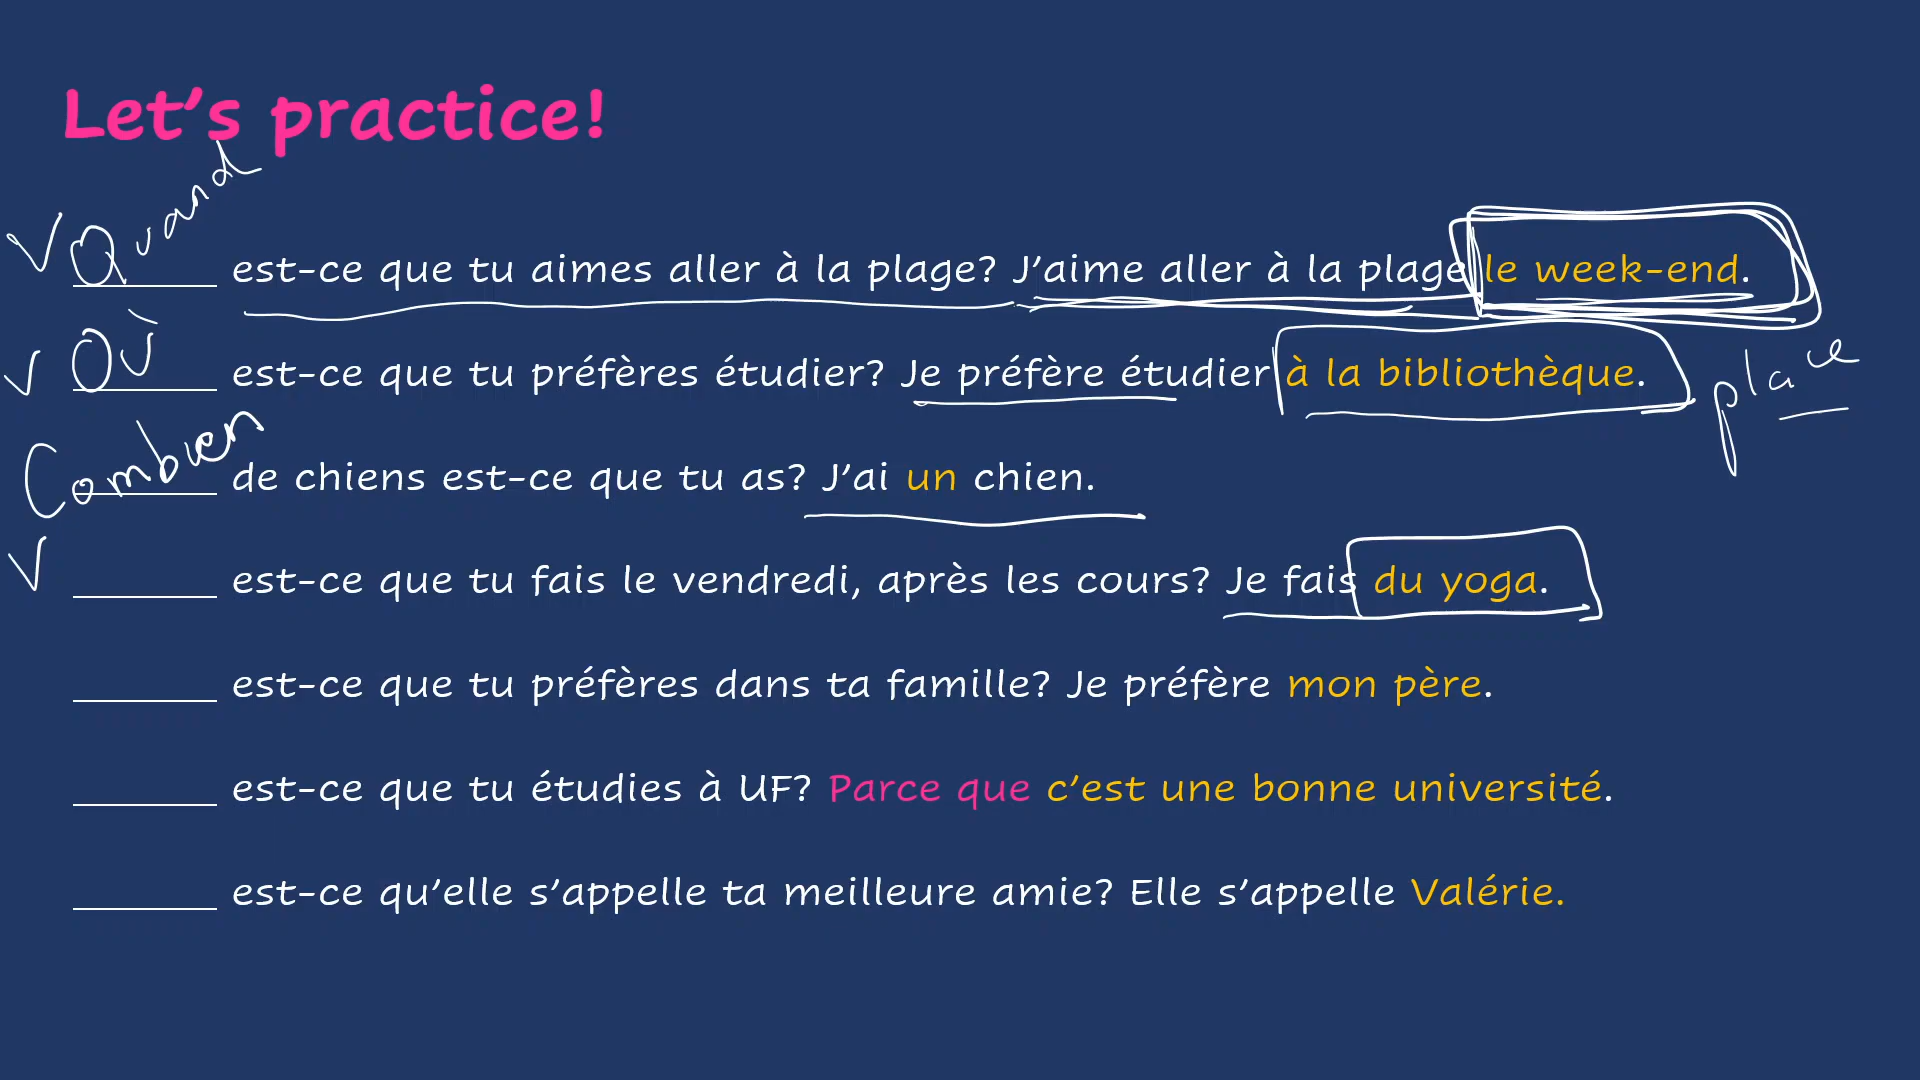 Let's practice!
V Quand est-ce que tu aimes aller à la plage? J'aime aller à la plage le week-end.
V Où est-ce que tu préfères étudier? Je préfère étudier à la bibliothèque. place
Combien de chiens est-ce que tu as? J'ai un chien.
V ______ est-ce que tu fais le vendredi, après les cours? Je fais du yoga.
______ est-ce que tu préfères dans ta famille? Je préfère mon père.
______ est-ce que tu étudies à UF? Parce que c'est une bonne université.
______ est-ce qu'elle s'appelle ta meilleure amie? Elle s'appelle Valérie.